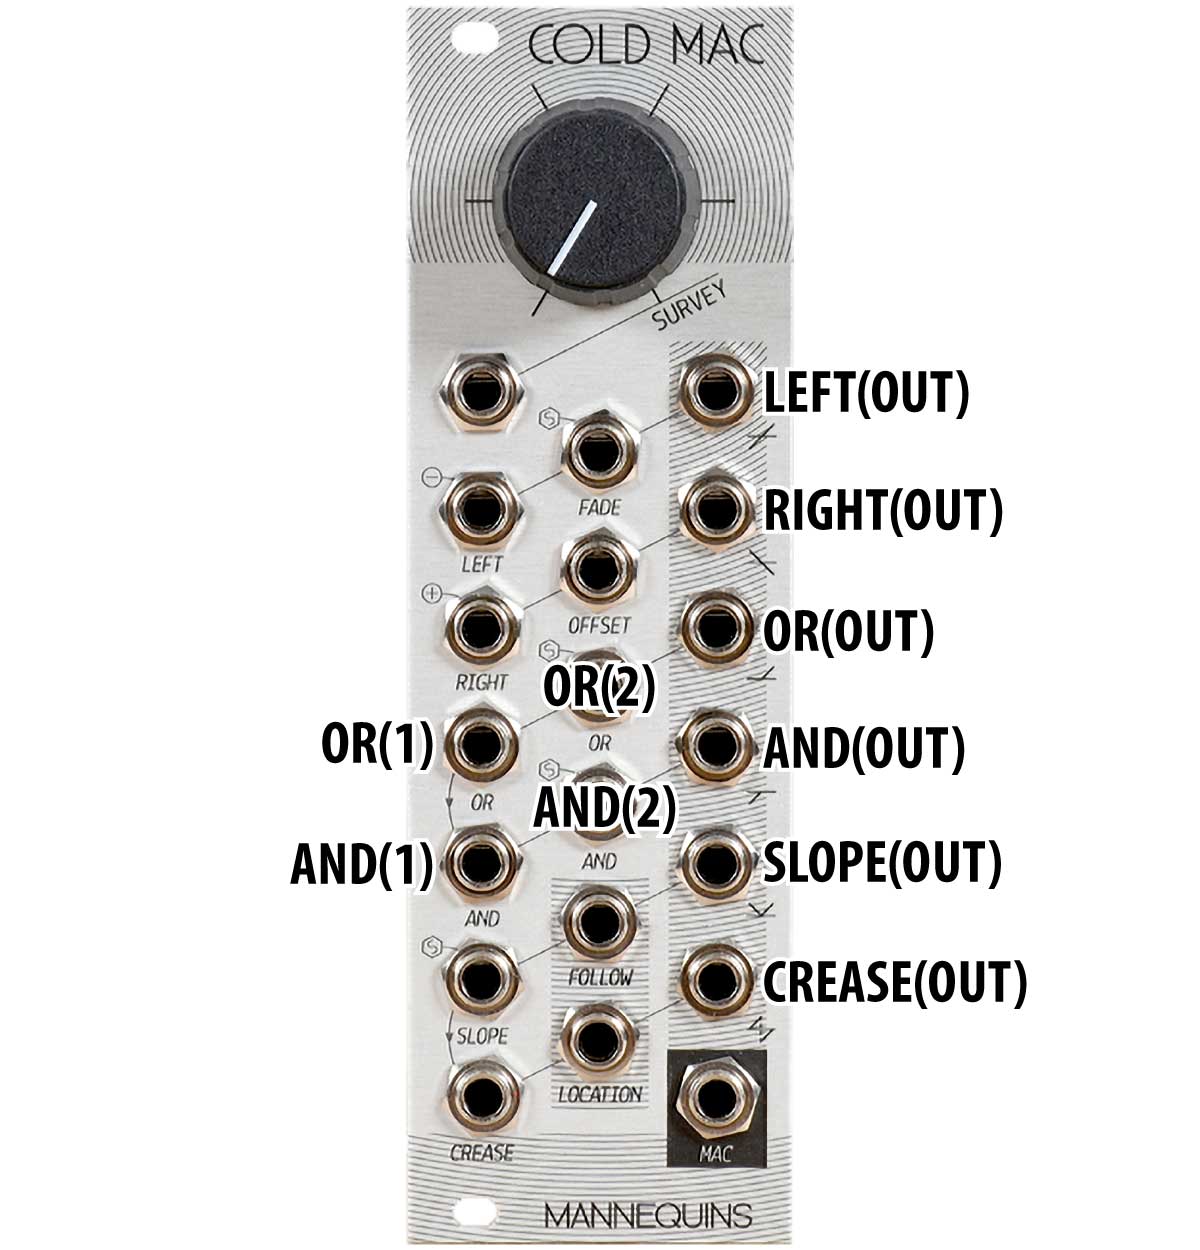 COLD MAC
SURVEY
LEFT(OUT)
S
FADE
RIGHT(OUT)
LEFT
OFFSET
OR(OUT)
RIGHT
S
OR(2)
OR
OR(1)
AND(OUT)
OR
S
AND(2)
AND
AND(1)
SLOPE(OUT)
AND
S
FOLLOW
CREASE(OUT)
SLOPE
LOCATION
CREASE
MAC
MANNEQUINS